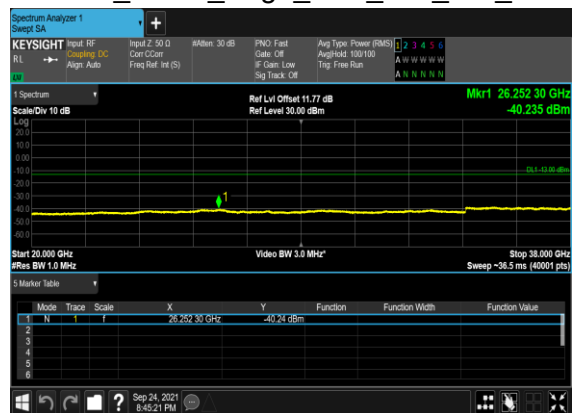 Spectrum Analyzer 1
Swept SA
KEYSIGHT
RL
Input: RF
Coupling: DC
Align: Auto
Input Z: 50 Ω
Corr CCorr
Freq Ref: Int (S)
#Atten: 30 dB
PNO: Fast
Gate: Off
IF Gain: Low
Sig Track: Off
Avg Type: Power (RMS)
Avg|Hold: 100/100
Trig: Free Run
1 2 3 4 5 6
A W W W W W
A N N N N N
1 Spectrum
Scale/Div 10 dB
Ref Lvl Offset 11.77 dB
Ref Level 30.00 dBm
Mkr1 26.252 30 GHz
-40.235 dBm
Log
20.0
10.0
0.00
-10.0
-20.0
-30.0
-40.0
-50.0
-60.0
DL1 -13.00 dBm
1
Start 20.000 GHz
#Res BW 1.0 MHz
Video BW 3.0 MHz*
Stop 38.000 GHz
Sweep ~36.5 ms (40001 pts)
5 Marker Table
Mode Trace Scale X Y Function Function Width Function Value
1 N 1 f 26.252 30 GHz -40.24 dBm
2
3
4
5
6
?
Sep 24, 2021
8:45:21 PM